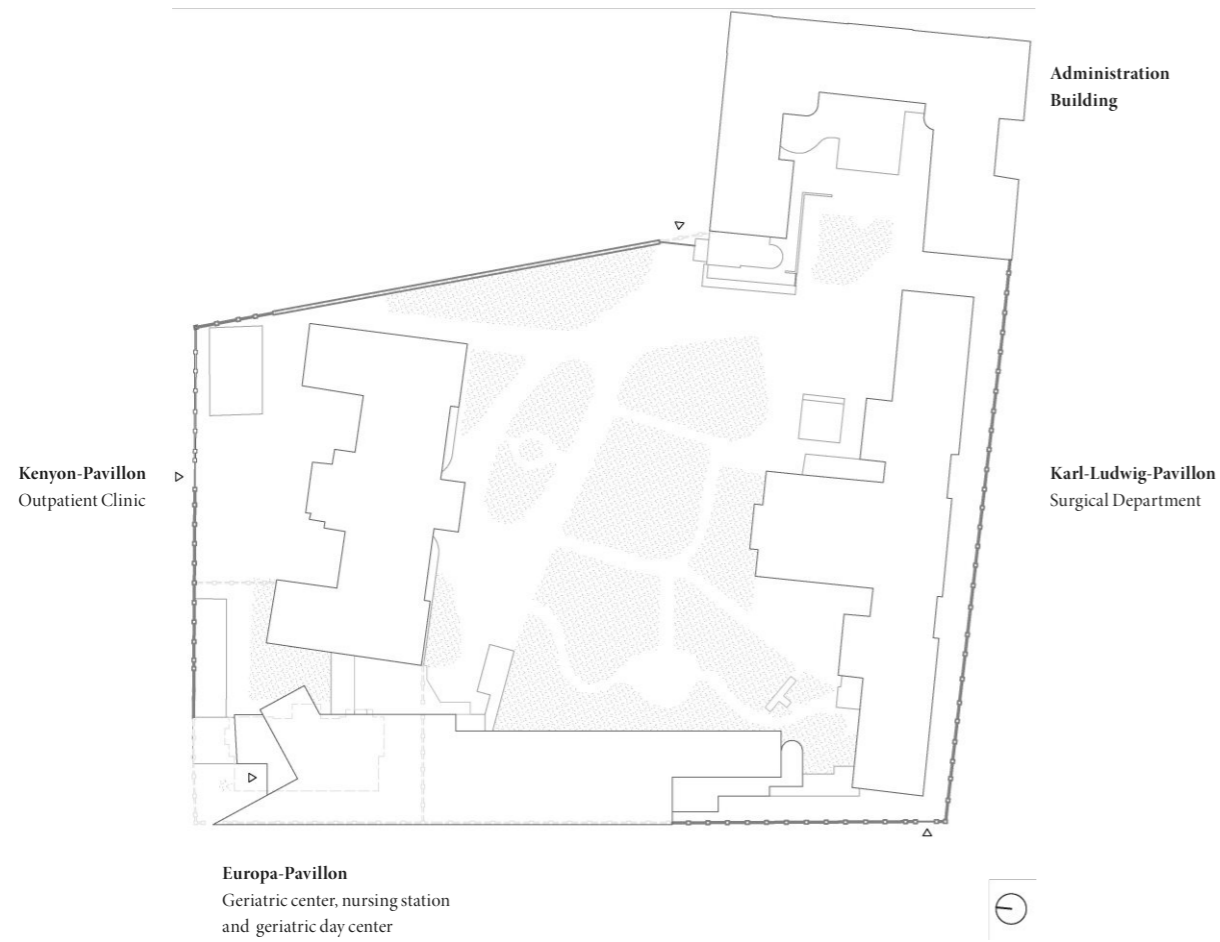 Administration
Building
Kenyon-Pavillon
Outpatient Clinic
Karl-Ludwig-Pavillon
Surgical Department
Europa-Pavillon
Geriatric center, nursing station
and geriatric day center